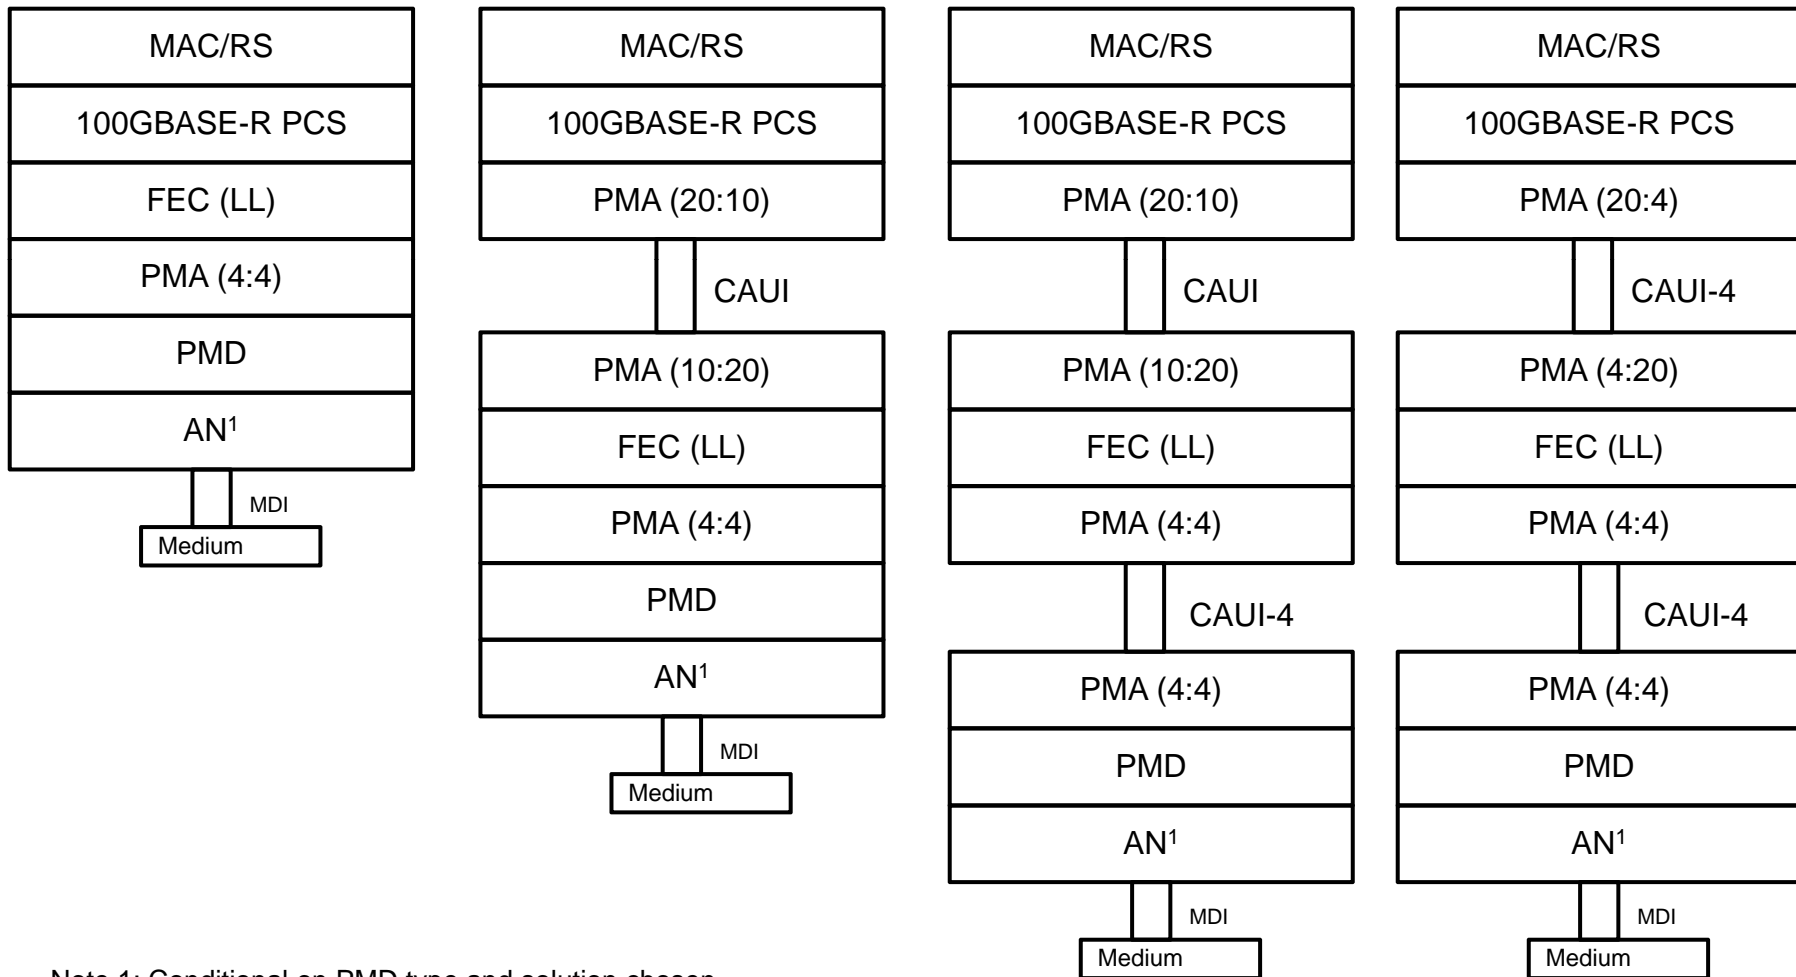 MAC/RS
100GBASE-R PCS
FEC (LL)
PMA (4:4)
PMD
AN¹
MDI
Medium
MAC/RS
100GBASE-R PCS
PMA (20:10)
CAUI
PMA (10:20)
FEC (LL)
PMA (4:4)
PMD
AN¹
MDI
Medium
MAC/RS
100GBASE-R PCS
PMA (20:10)
CAUI
PMA (10:20)
FEC (LL)
PMA (4:4)
CAUI-4
PMA (4:4)
PMD
AN¹
MDI
Medium
MAC/RS
100GBASE-R PCS
PMA (20:4)
CAUI-4
PMA (4:20)
FEC (LL)
PMA (4:4)
CAUI-4
PMA (4:4)
PMD
AN¹
MDI
Medium
Note 1: Conditional on PMD type and solution chosen